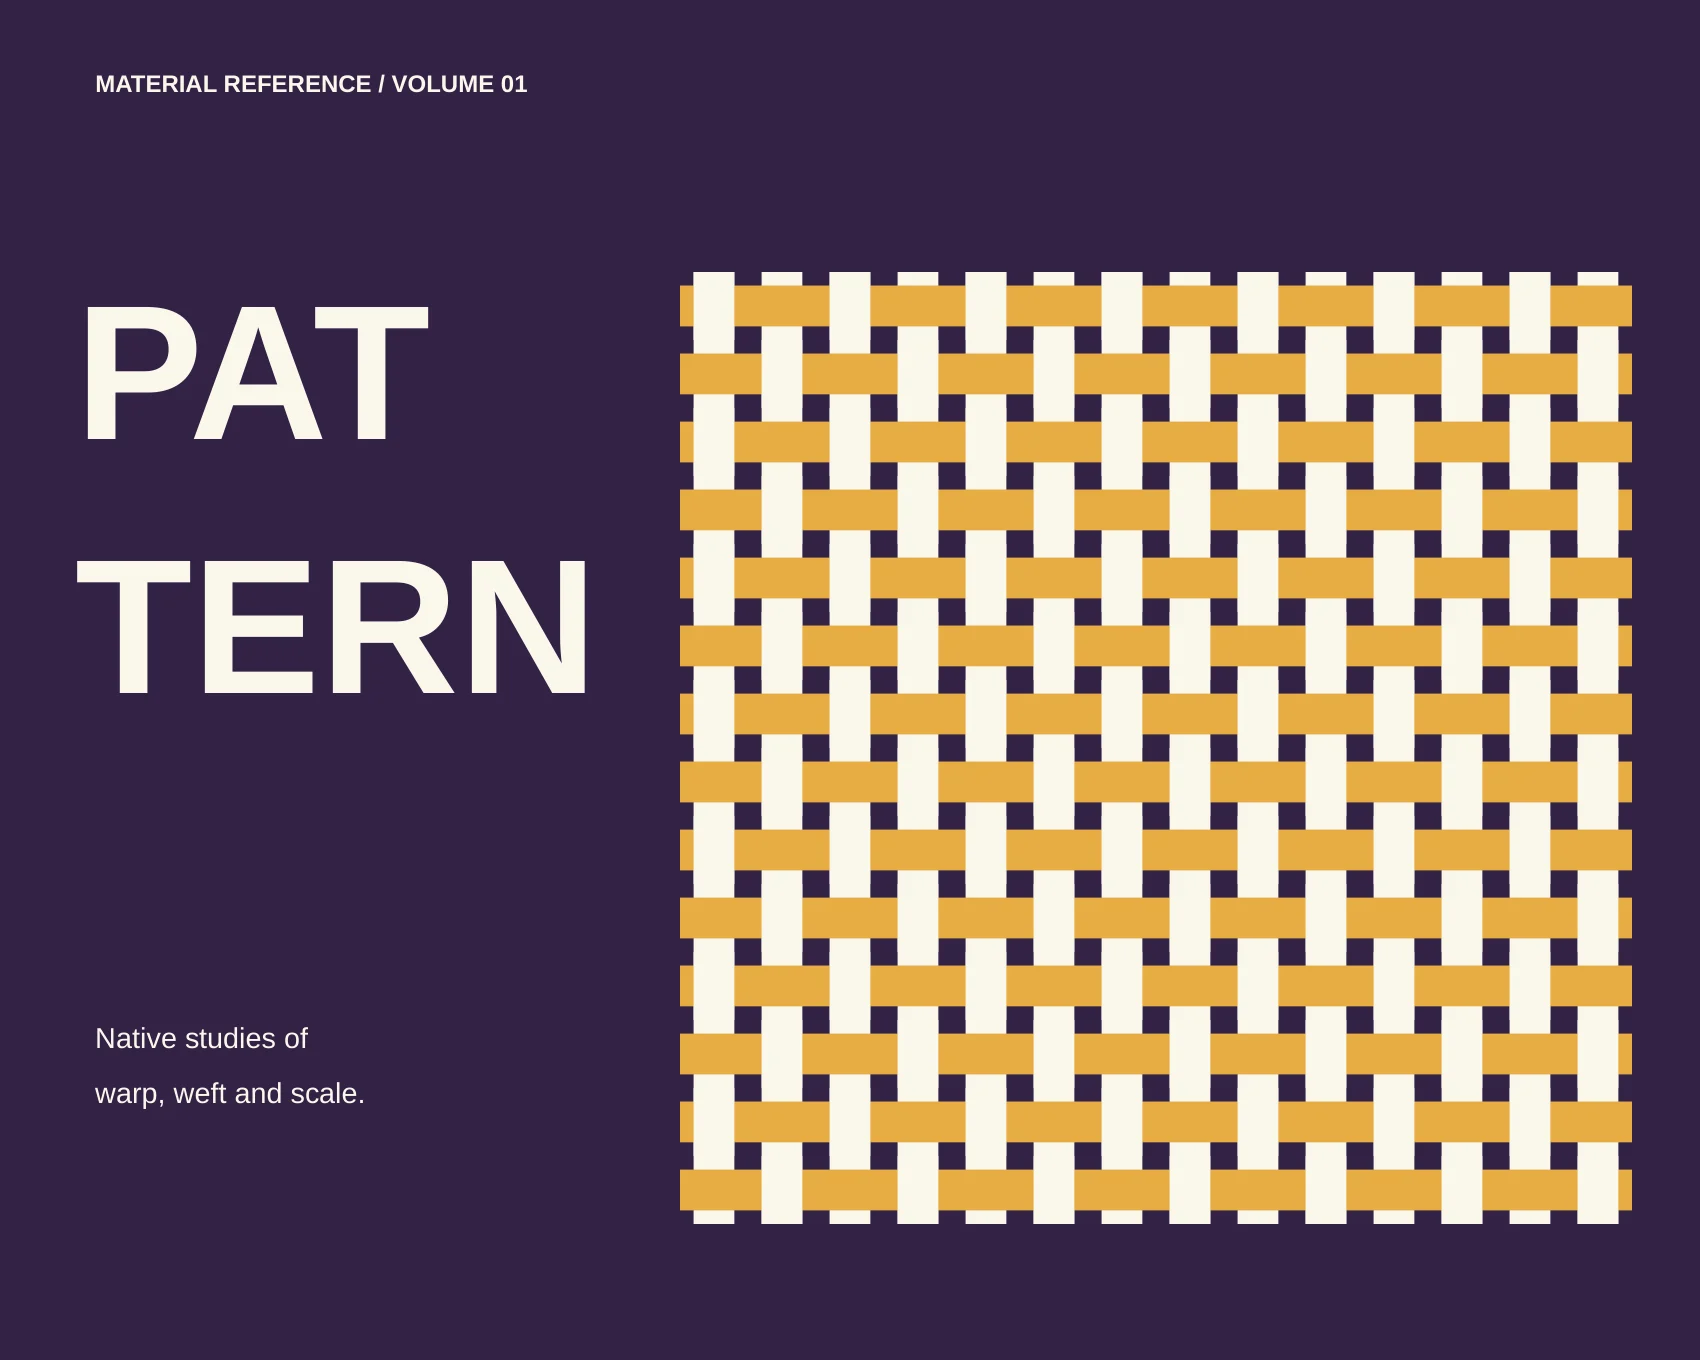 MATERIAL REFERENCE / VOLUME 01
PAT
TERN
Native studies of
warp, weft and scale.